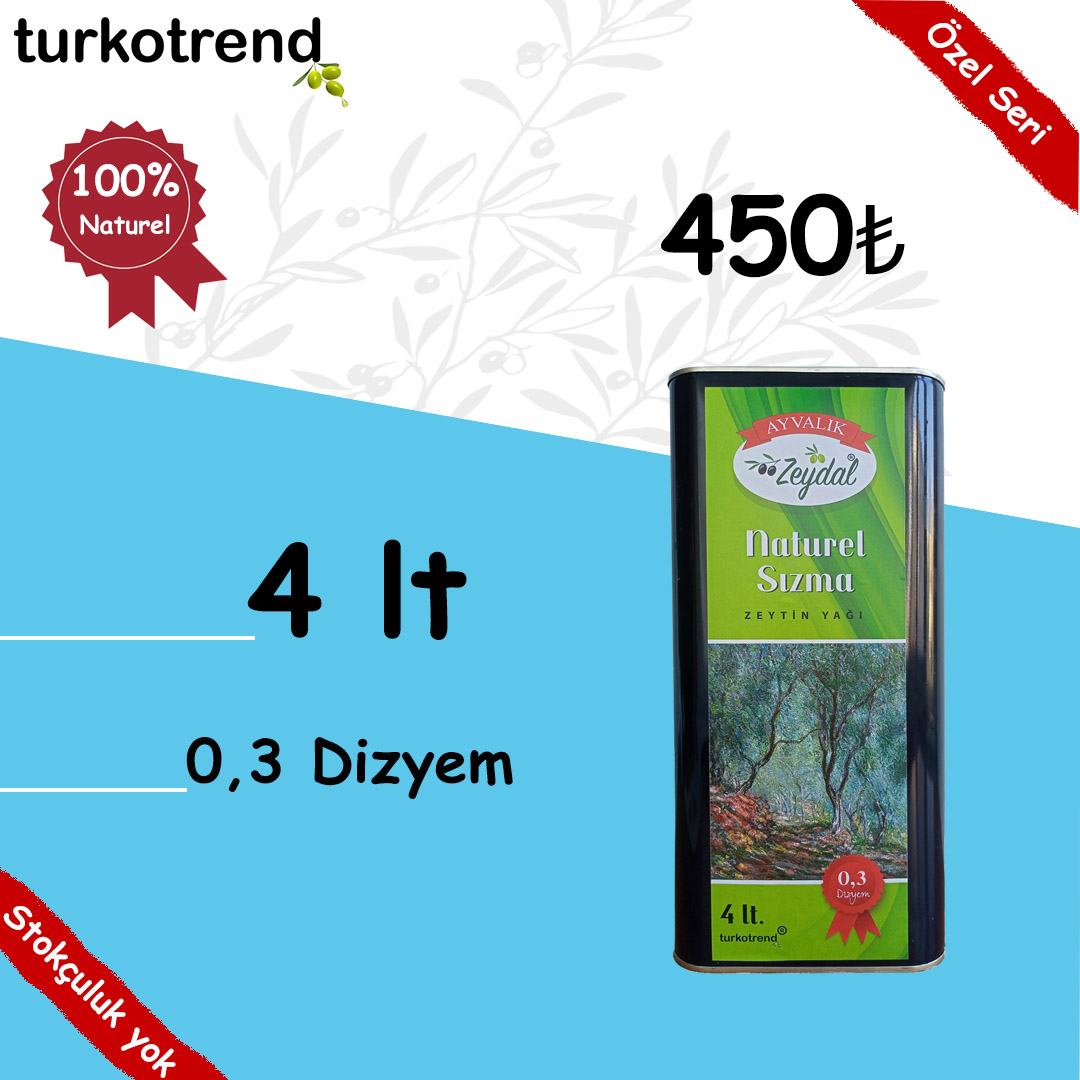 turkotrend
Özel Seri
100%
Naturel
450₺
AYVALIK
Zeydal®
Naturel
Sızma
ZEYTİN YAĞI
4 lt
0,3 Dizyem
0,3
Dizyem
4 lt.
turkotrend®
Stokçuluk yok